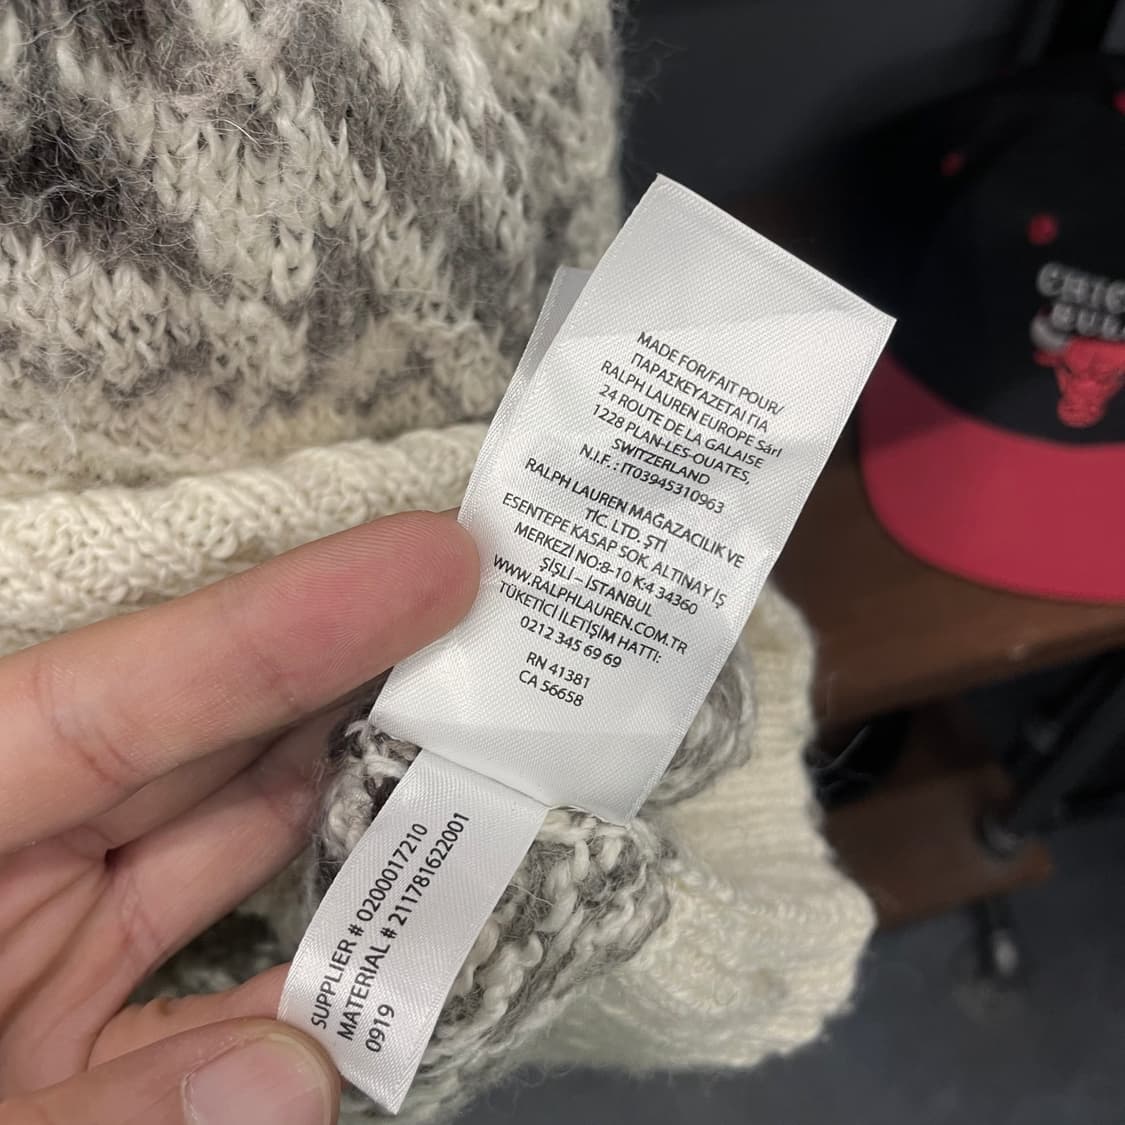 MADE FOR/FAIT POUR/
ΠΑΡΑΣΚΕΥΑΖΕΤΑΙ ΓΙΑ
RALPH LAUREN EUROPE Sárl
24 ROUTE DE LA GALAISE
1228 PLAN-LES-OUATES,
SWITZERLAND
N.I.F. : IT03945310963
RALPH LAUREN MAĞAZACILIK VE
TİC. LTD. ŞTİ
ESENTEPE KASAP SOK. ALTINAY İŞ
MERKEZİ NO:8-10 K:4 34360
ŞİŞLİ – İSTANBUL
WWW.RALPHLAUREN.COM.TR
TÜKETİCİ İLETİŞİM HATTI:
0212 345 69 69
RN 41381
CA 56658
SUPPLIER # 0200017210
MATERIAL # 211781622001
0919